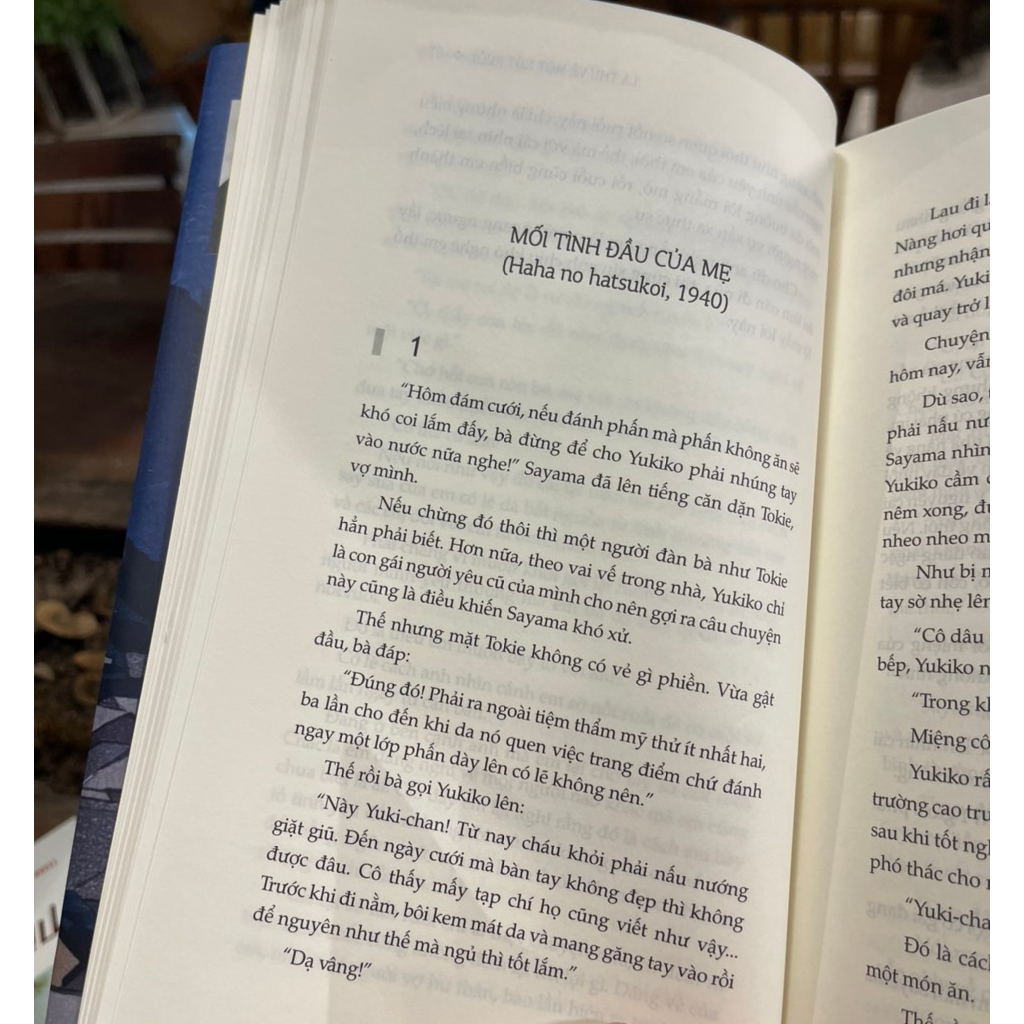 MỐI TÌNH ĐẦU CỦA MẸ
(Haha no hatsukoi, 1940)
1
“Hôm đám cưới, nếu đánh phấn mà phấn không ăn sẽ
khó coi lắm đấy, bà đừng để cho Yukiko phải nhúng tay
vào nước nữa nghe!” Sayama đã lên tiếng căn dặn Tokie,
vợ mình.
Nếu chừng đó thôi thì một người đàn bà như Tokie
hẳn phải biết. Hơn nữa, theo vai vế trong nhà, Yukiko chỉ
là con gái người yêu cũ của mình cho nên gợi ra câu chuyện
này cũng là điều khiến Sayama khó xử.
Thế nhưng mặt Tokie không có vẻ gì phiền. Vừa gật
đầu, bà đáp:
“Đúng đó! Phải ra ngoài tiệm thẩm mỹ thử ít nhất hai,
ba lần cho đến khi da nó quen việc trang điểm chứ đánh
ngay một lớp phấn dày lên có lẽ không nên.”
Thế rồi bà gọi Yukiko lên:
“Này Yuki-chan! Từ nay cháu khỏi phải nấu nướng
giặt giũ. Đến ngày cưới mà bàn tay không đẹp thì không
được đâu. Cô thấy mấy tạp chí họ cũng viết như vậy...
Trước khi đi nằm, bôi kem mát da và mang găng tay vào rồi
để nguyên như thế mà ngủ thì tốt lắm.”
“Dạ vâng!”
Lau đi
Nàng hơi
nhưng nhận
đôi má.
và quay trở
Chuyện
hôm nay, vẫn
Dù sao,
phải nấu
Sayama nhìn
Yukiko cầm
nêm xong,
nheo nheo
Như bị
tay sờ nhẹ lên
“Cô dâu
bếp, Yukiko
“Trong
Miệng cô
Yukiko
trường cao
sau khi tốt
phó thác cho
“Yuki-chan
Đó là cách
một món ăn.
Thế